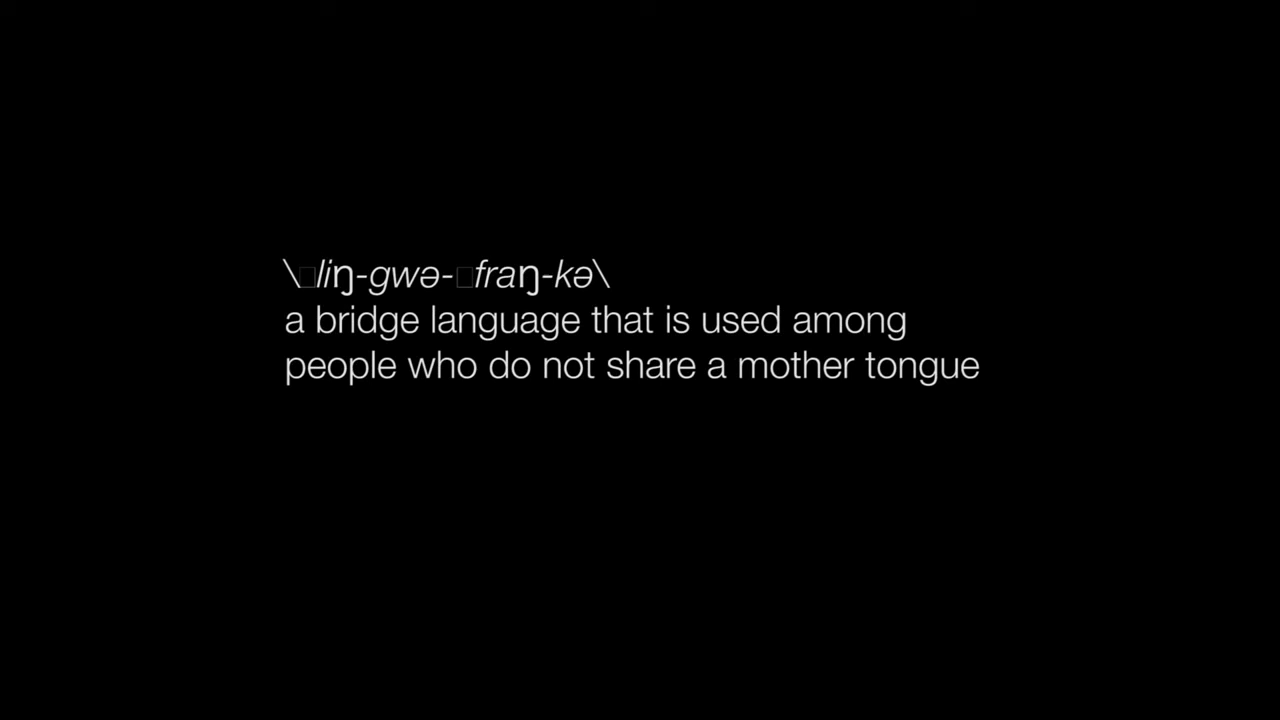 \□liŋ-gwə-□fraŋ-kə\
a bridge language that is used among
people who do not share a mother tongue